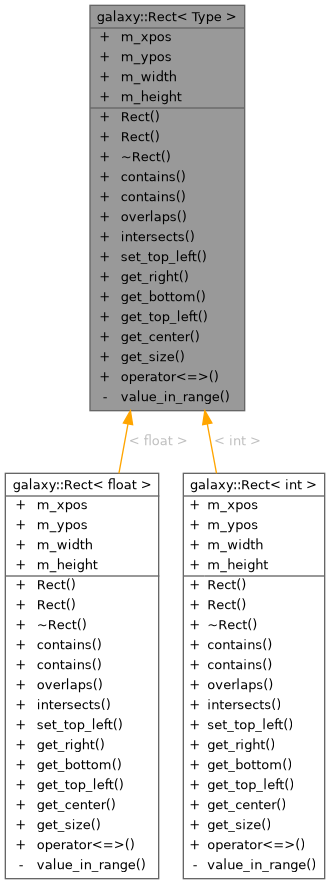 galaxy::Rect< Type >
+ m_xpos
+ m_ypos
+ m_width
+ m_height
+ Rect()
+ Rect()
+ ~Rect()
+ contains()
+ contains()
+ overlaps()
+ intersects()
+ set_top_left()
+ get_right()
+ get_bottom()
+ get_top_left()
+ get_center()
+ get_size()
+ operator<=>()
- value_in_range()
< float >
< int >
galaxy::Rect< float >
+ m_xpos
+ m_ypos
+ m_width
+ m_height
+ Rect()
+ Rect()
+ ~Rect()
+ contains()
+ contains()
+ overlaps()
+ intersects()
+ set_top_left()
+ get_right()
+ get_bottom()
+ get_top_left()
+ get_center()
+ get_size()
+ operator<=>()
- value_in_range()
galaxy::Rect< int >
+ m_xpos
+ m_ypos
+ m_width
+ m_height
+ Rect()
+ Rect()
+ ~Rect()
+ contains()
+ contains()
+ overlaps()
+ intersects()
+ set_top_left()
+ get_right()
+ get_bottom()
+ get_top_left()
+ get_center()
+ get_size()
+ operator<=>()
- value_in_range()